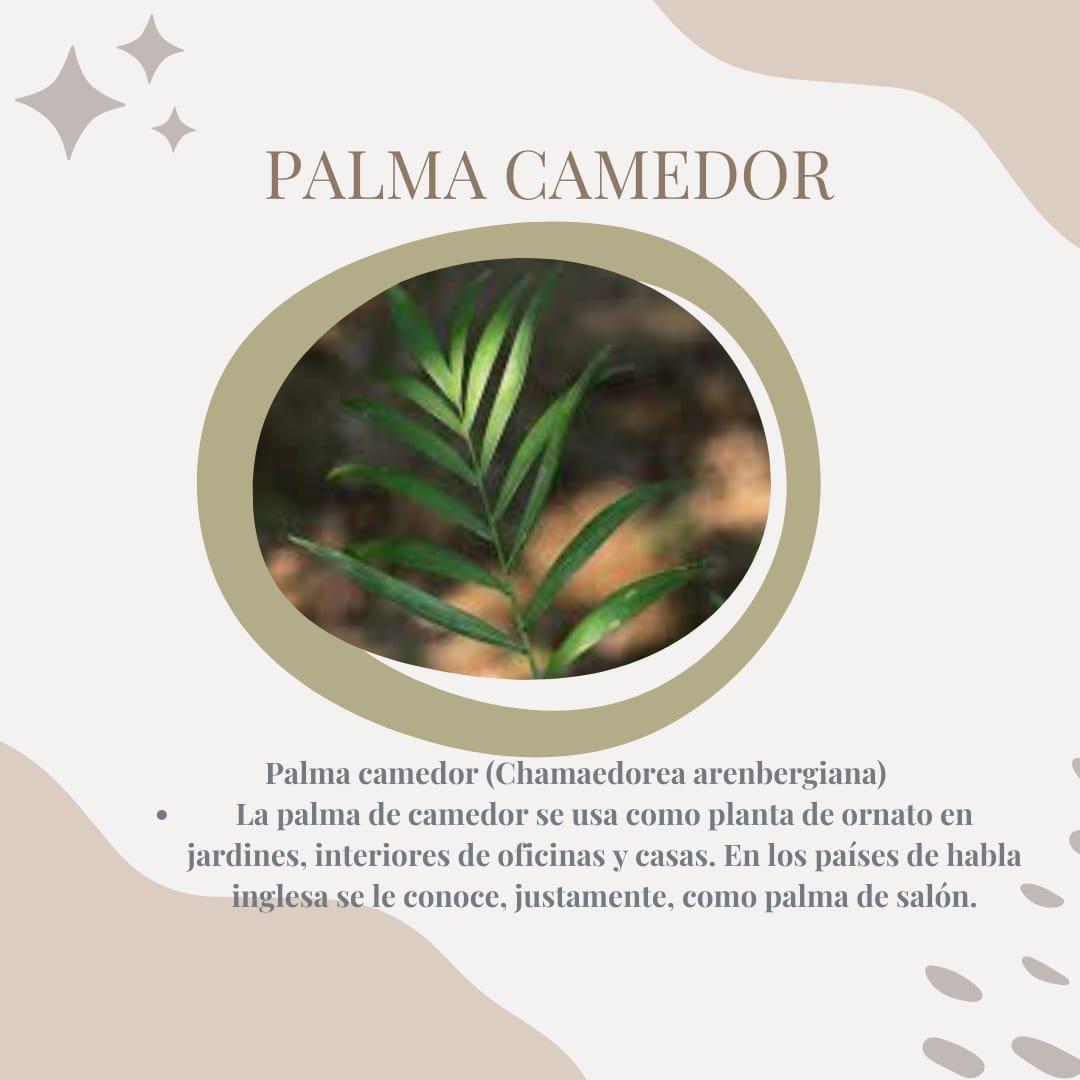 PALMA CAMEDOR
Palma camedor (Chamaedorea arenbergiana)
• La palma de camedor se usa como planta de ornato en
jardines, interiores de oficinas y casas. En los países de habla
inglesa se le conoce, justamente, como palma de salón.